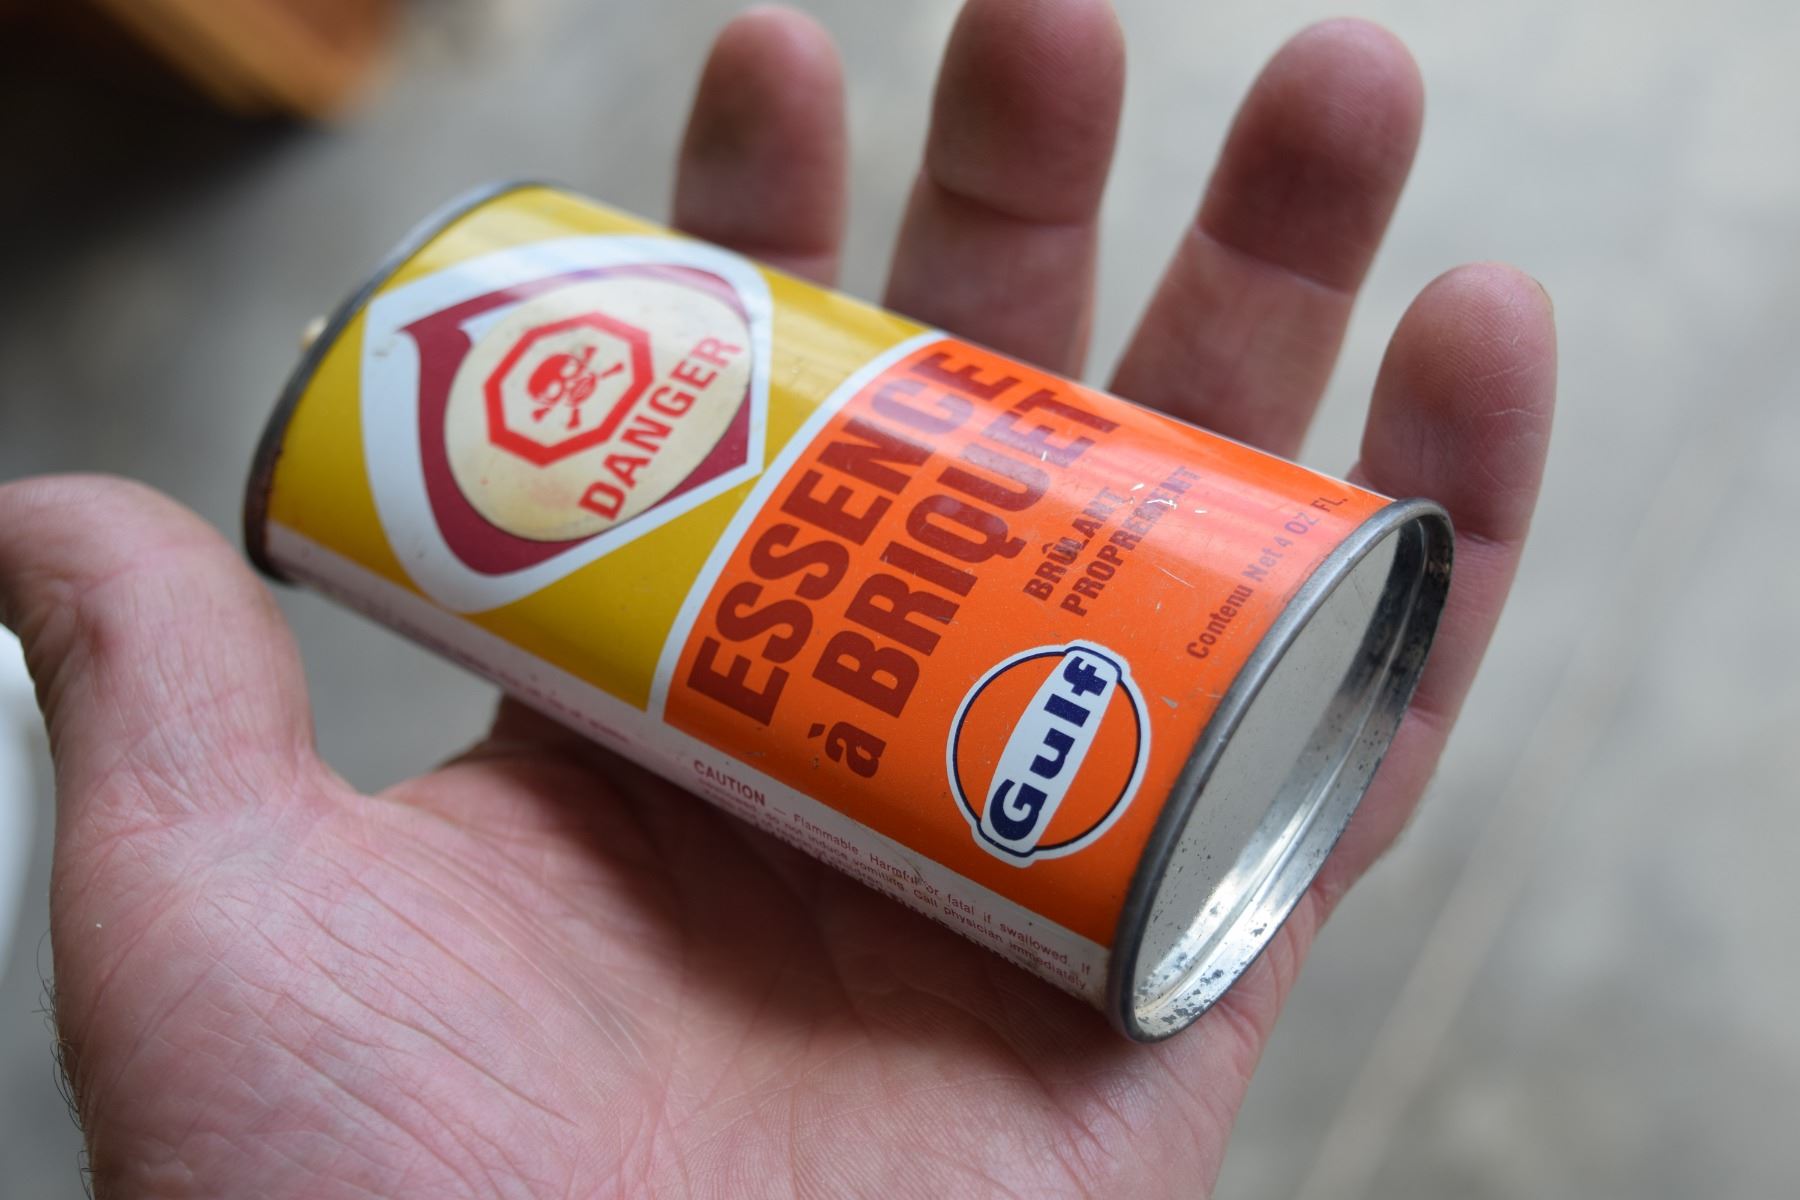 DANGER
ESSENCE
à BRIQUET
BRÛLANT
PROPREMENT
Contenu Net 4 OZ FL.
Gulf
CAUTION — Flammable. Harmful or fatal if swallowed. If
swallowed, do not induce vomiting. Call physician immediately